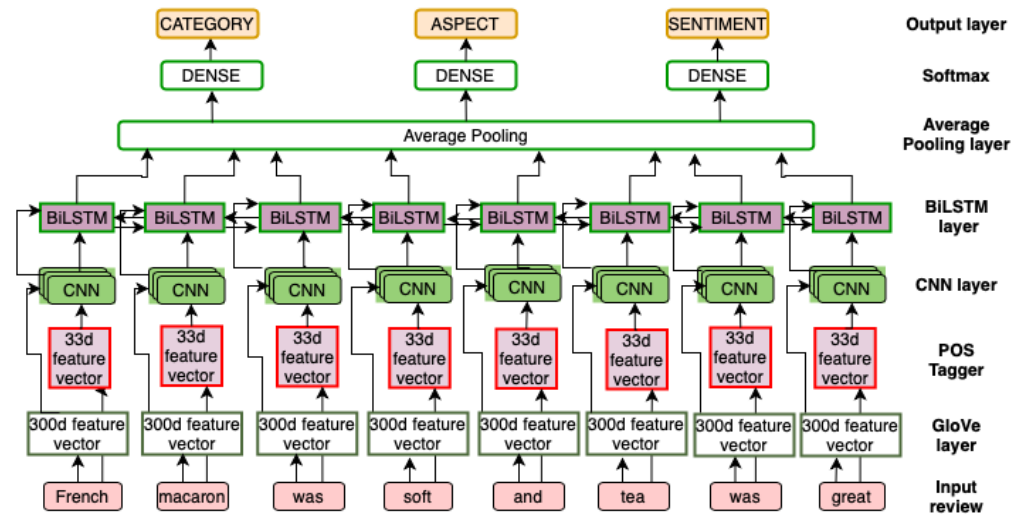 CATEGORY ASPECT SENTIMENT Output layer
DENSE DENSE DENSE Softmax
Average Pooling
Average
Pooling layer
BiLSTM BiLSTM BiLSTM BiLSTM BiLSTM BiLSTM BiLSTM BiLSTM
BiLSTM
layer
CNN CNN CNN CNN CNN CNN CNN CNN CNN layer
33d 33d 33d 33d 33d 33d 33d 33d
feature feature feature feature feature feature feature feature
vector vector vector vector vector vector vector vector
POS
Tagger
300d feature 300d feature 300d feature 300d feature 300d feature 300d feature 300d feature 300d feature
vector vector vector vector vector vector vector vector
GloVe
layer
French macaron was soft and tea was great
Input
review